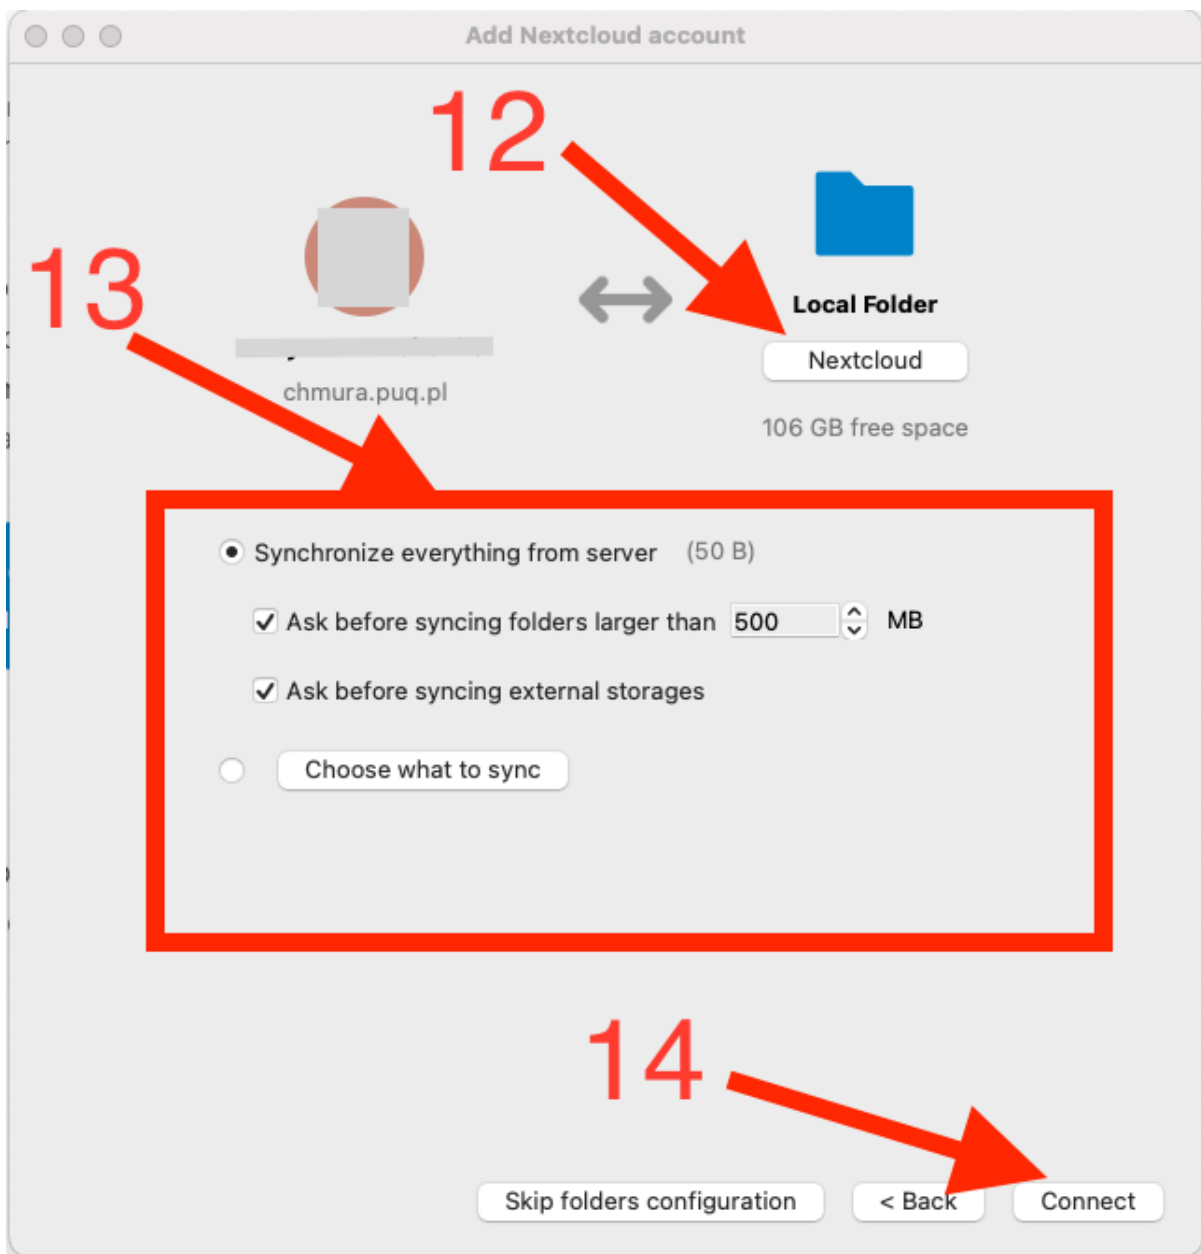 Add Nextcloud account
12
13
Local Folder
Nextcloud
chmura.puq.pl
106 GB free space
Synchronize everything from server (50 B)
Ask before syncing folders larger than 500 MB
Ask before syncing external storages
Choose what to sync
14
Skip folders configuration < Back Connect